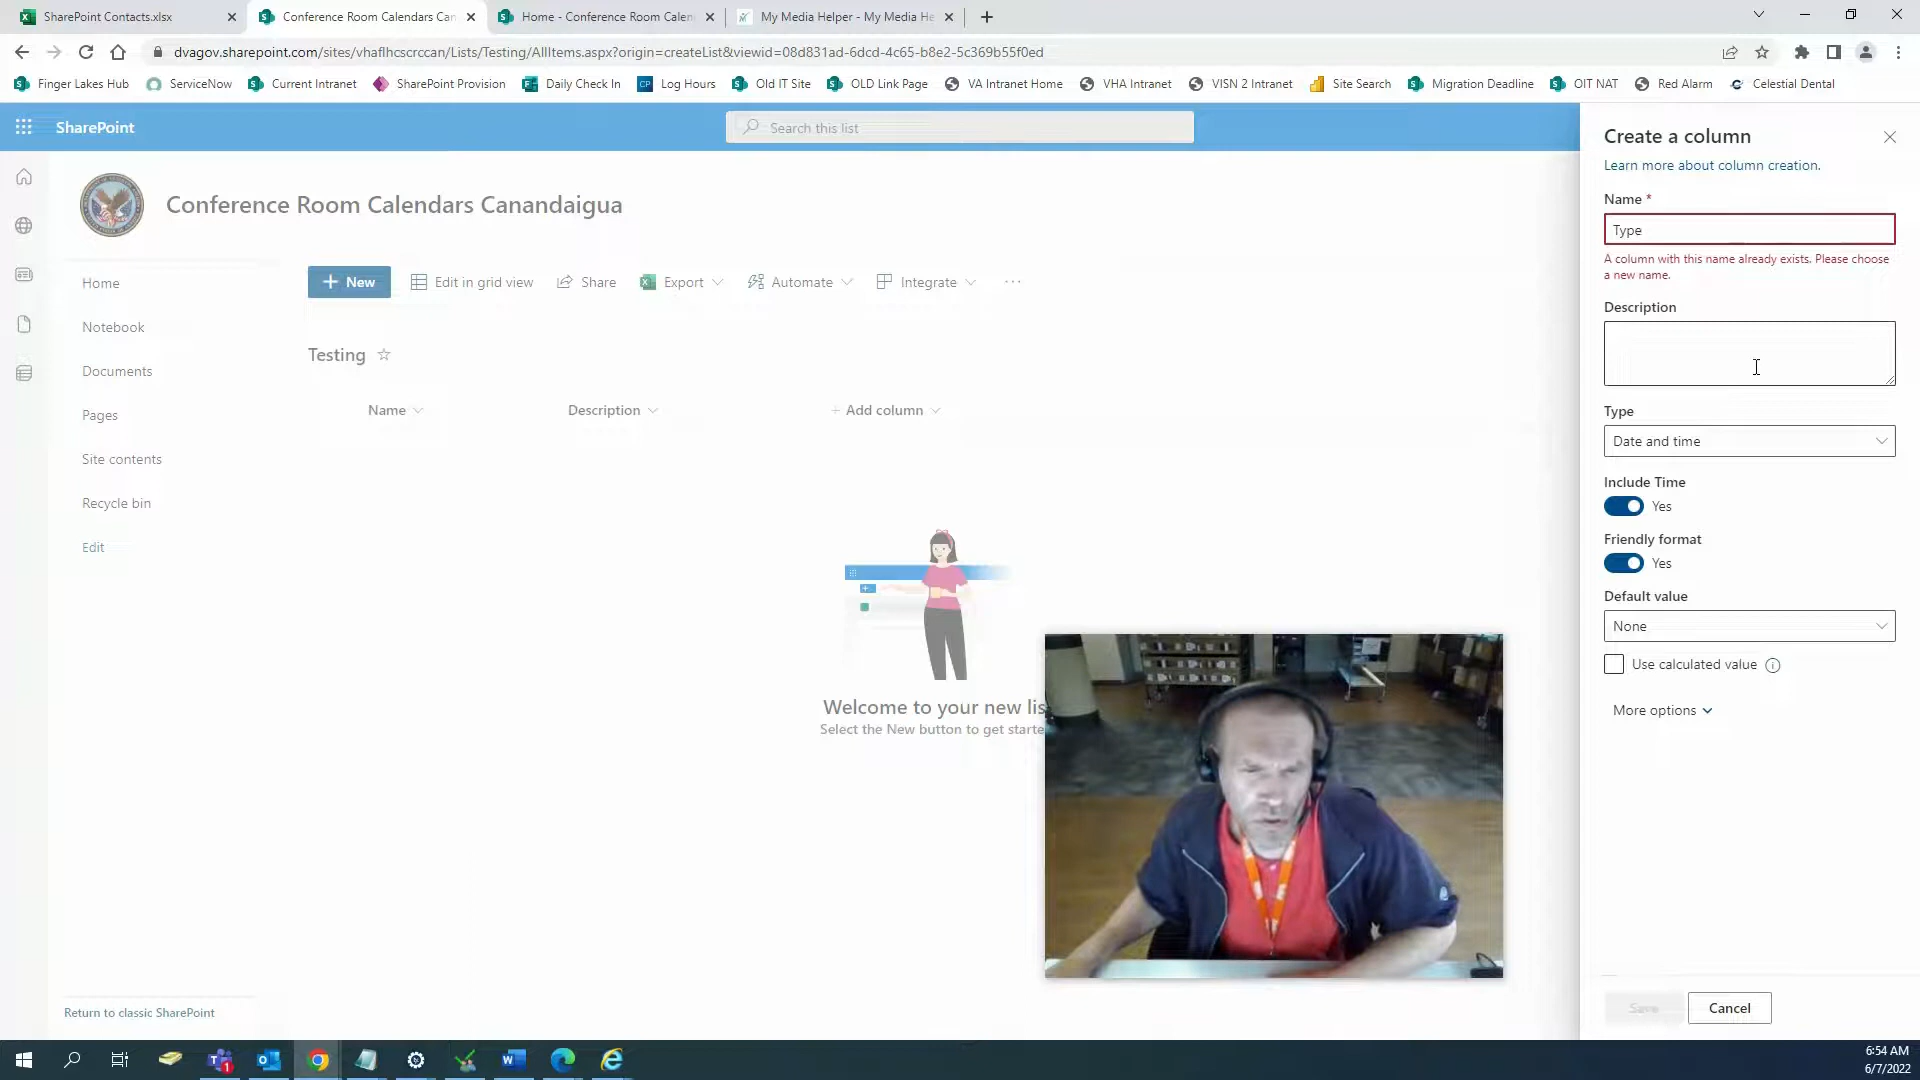 SharePoint Contacts.xlsx
Conference Room Calendars Can
Home - Conference Room Calen
My Media Helper - My Media He
dvagov.sharepoint.com/sites/vhaflhcscrccan/Lists/Testing/AllItems.aspx?origin=createList&viewid=08d831ad-6dcd-4c65-b8e2-5c369b55f0ed
Finger Lakes Hub
ServiceNow
Current Intranet
SharePoint Provision
Daily Check In
CP Log Hours
Old IT Site
OLD Link Page
VA Intranet Home
VHA Intranet
VISN 2 Intranet
Site Search
Migration Deadline
OIT NAT
Red Alarm
Celestial Dental
SharePoint
Search this list
Conference Room Calendars Canandaigua
Home
Notebook
Documents
Pages
Site contents
Recycle bin
Edit
Return to classic SharePoint
+ New
Edit in grid view
Share
Export
Automate
Integrate
...
Testing
Name
Description
+ Add column
Welcome to your new lis
Select the New button to get starte
Create a column
Learn more about column creation.
Name *
Type
A column with this name already exists. Please choose
a new name.
Description
Type
Date and time
Include Time
Yes
Friendly format
Yes
Default value
None
Use calculated value
More options
Save
Cancel
6:54 AM
6/7/2022